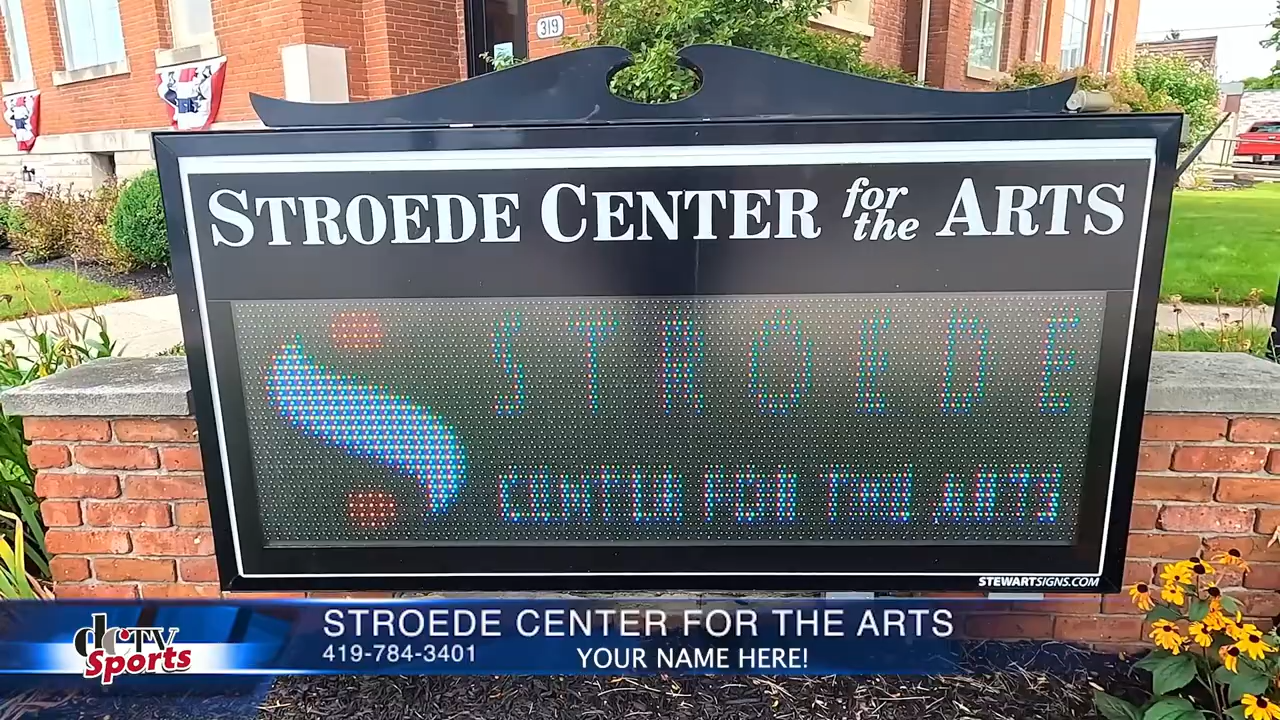 319
STROEDE CENTER for the ARTS
STROEDE
CENTER FOR THE ARTS
STEWARTSIGNS.COM
dctv Sports
STROEDE CENTER FOR THE ARTS
419-784-3401
YOUR NAME HERE!